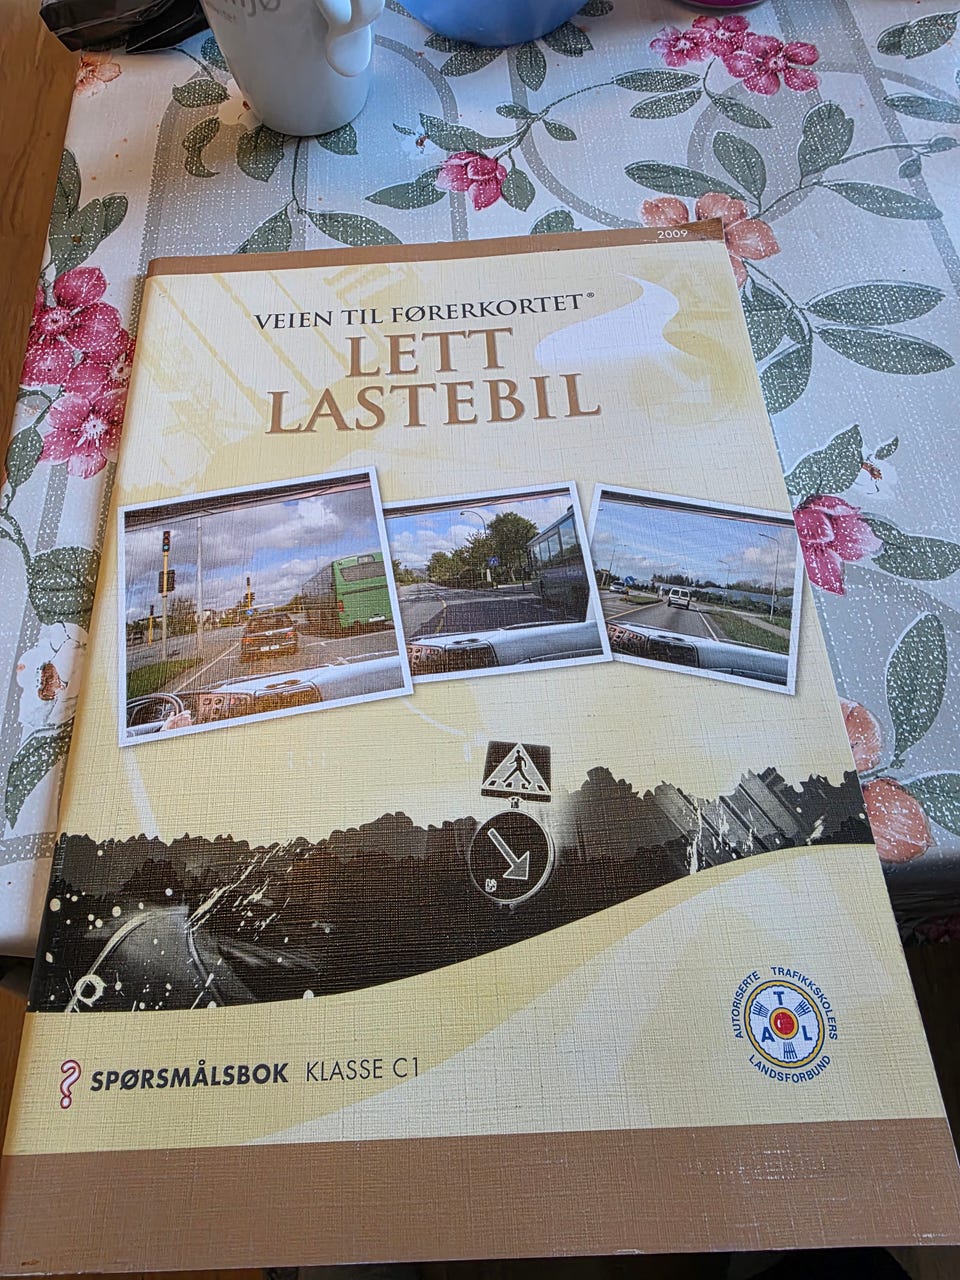 2009
VEIEN TIL FØRERKORTET®
LETT
LASTEBIL
? SPØRSMÅLSBOK KLASSE C1
AUTORISERTE TRAFIKKSKOLERS
LANDSFORBUND
T
A L